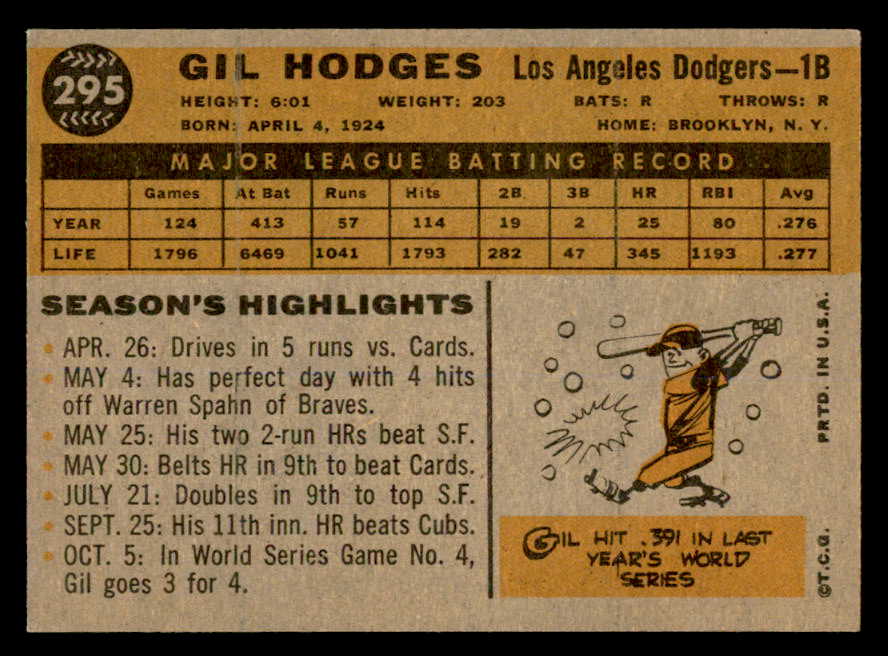 295
GIL HODGES Los Angeles Dodgers—1B
HEIGHT: 6:01 WEIGHT: 203 BATS: R THROWS: R
BORN: APRIL 4, 1924 HOME: BROOKLYN, N. Y.
MAJOR LEAGUE BATTING RECORD
Games At Bat Runs Hits 2B 3B HR RBI Avg
YEAR 124 413 57 114 19 2 25 80 .276
LIFE 1796 6469 1041 1793 282 47 345 1193 .277
SEASON'S HIGHLIGHTS
• APR. 26: Drives in 5 runs vs. Cards.
• MAY 4: Has perfect day with 4 hits
off Warren Spahn of Braves.
• MAY 25: His two 2-run HRs beat S.F.
• MAY 30: Belts HR in 9th to beat Cards.
• JULY 21: Doubles in 9th to top S.F.
• SEPT. 25: His 11th inn. HR beats Cubs.
• OCT. 5: In World Series Game No. 4,
Gil goes 3 for 4.
GIL HIT .391 IN LAST
YEAR'S WORLD
SERIES
©T.C.G. PRTD. IN U.S.A.